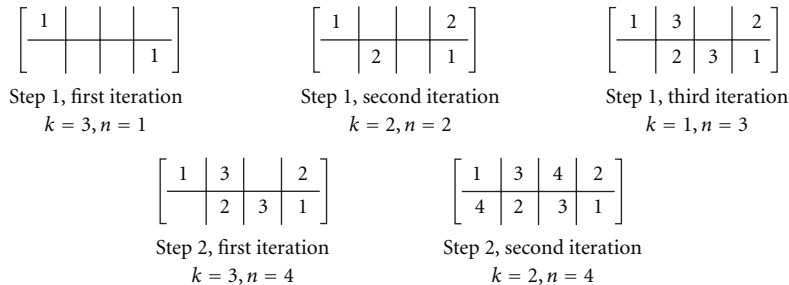 1 1 2 1 3 2
1 2 1 2 3 1
Step 1, first iteration Step 1, second iteration Step 1, third iteration
k = 3, n = 1 k = 2, n = 2 k = 1, n = 3
1 3 2 1 3 4 2
2 3 1 4 2 3 1
Step 2, first iteration Step 2, second iteration
k = 3, n = 4 k = 2, n = 4